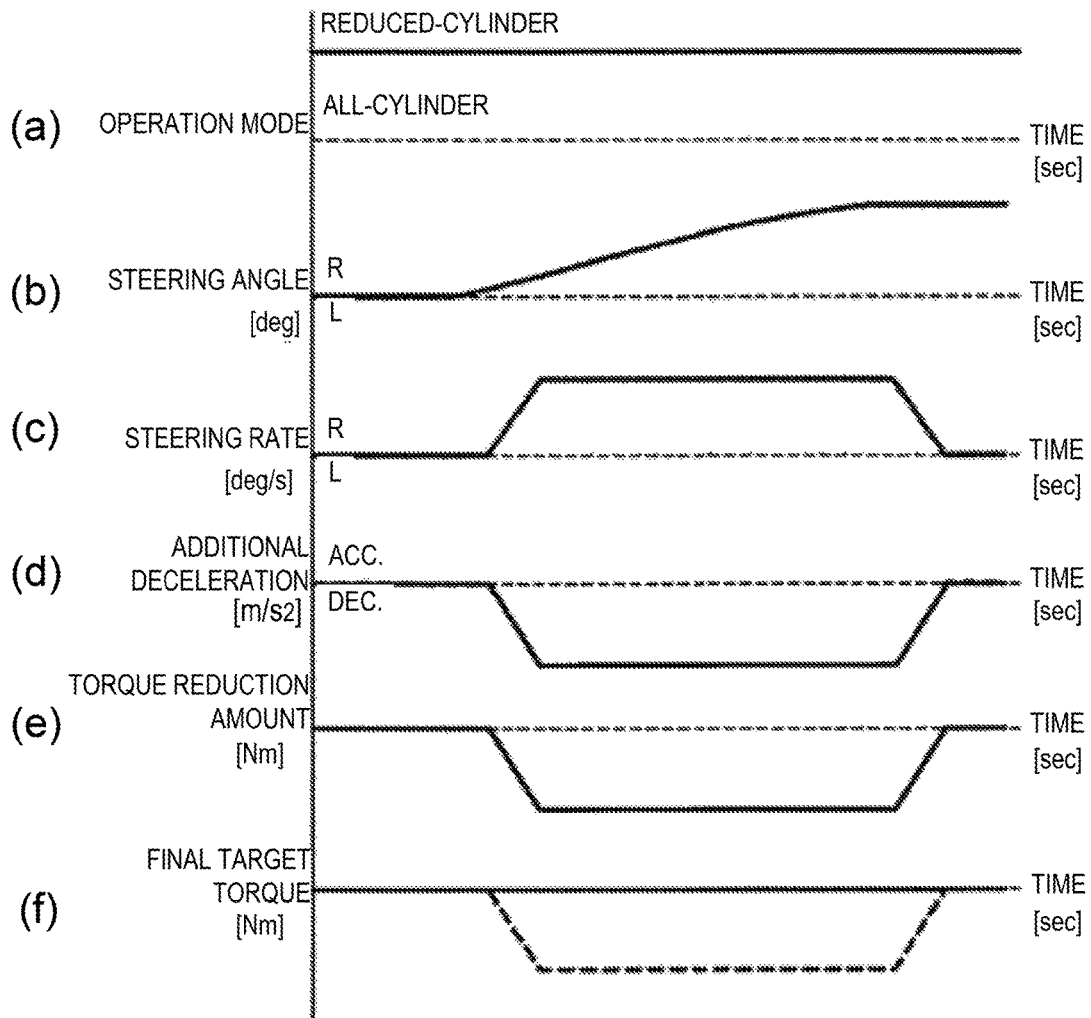 REDUCED-CYLINDER
ALL-CYLINDER
(a) OPERATION MODE
TIME
[sec]
(b) STEERING ANGLE
[deg]
R
L
TIME
[sec]
(c) STEERING RATE
[deg/s]
R
L
TIME
[sec]
(d) ADDITIONAL
DECELERATION
[m/s2]
ACC.
DEC.
TIME
[sec]
(e) TORQUE REDUCTION
AMOUNT
[Nm]
TIME
[sec]
(f) FINAL TARGET
TORQUE
[Nm]
TIME
[sec]